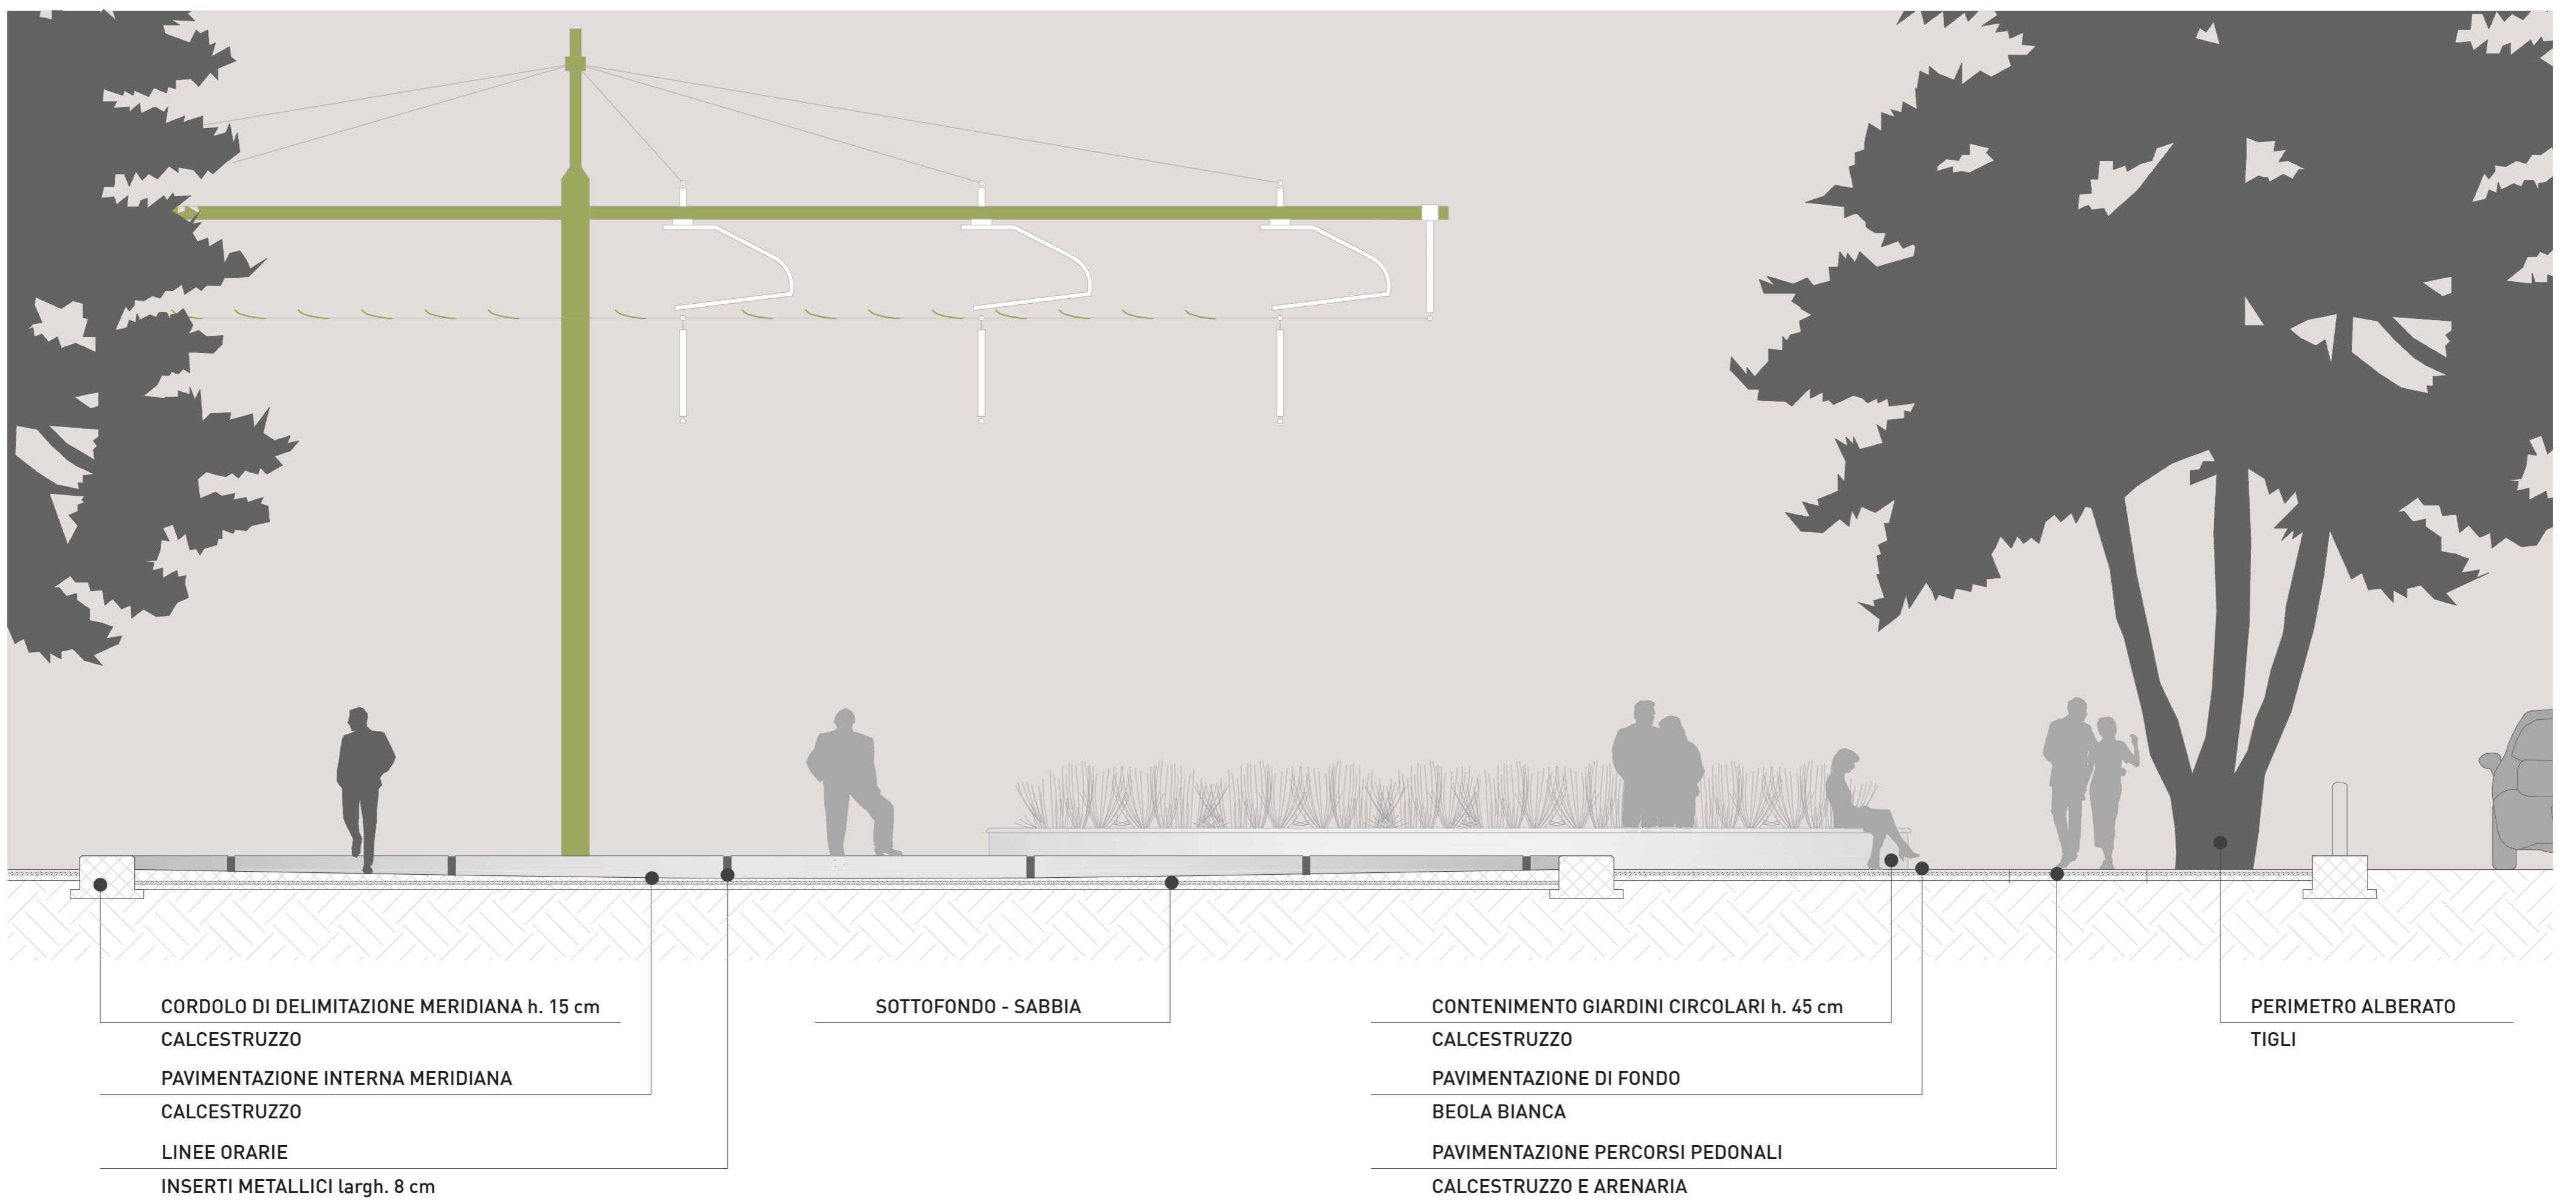 CORDOLO DI DELIMITAZIONE MERIDIANA h. 15 cm
CALCESTRUZZO
PAVIMENTAZIONE INTERNA MERIDIANA
CALCESTRUZZO
LINEE ORARIE
INSERTI METALLICI largh. 8 cm
SOTTOFONDO - SABBIA
CONTENIMENTO GIARDINI CIRCOLARI h. 45 cm
CALCESTRUZZO
PAVIMENTAZIONE DI FONDO
BEOLA BIANCA
PAVIMENTAZIONE PERCORSI PEDONALI
CALCESTRUZZO E ARENARIA
PERIMETRO ALBERATO
TIGLI